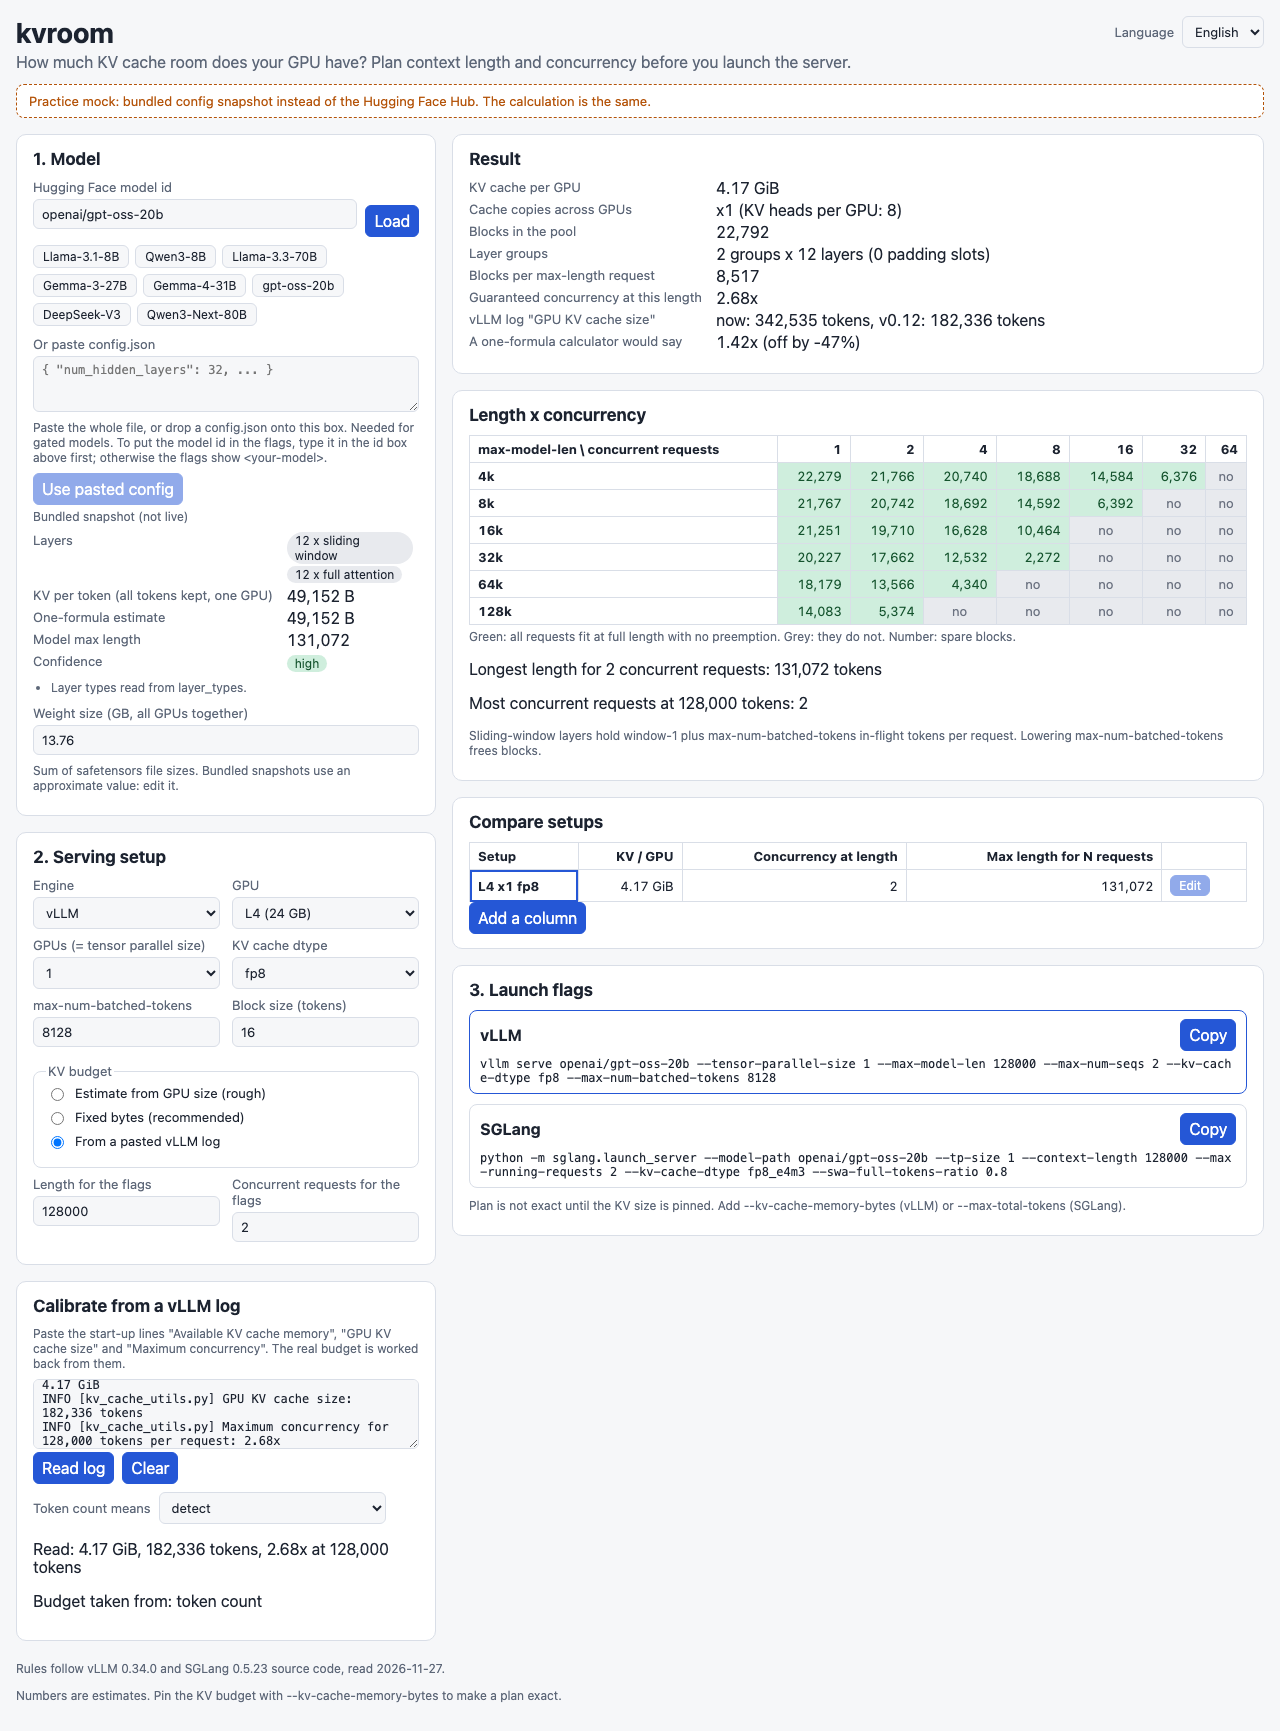 kvroom
Language English
How much KV cache room does your GPU have? Plan context length and concurrency before you launch the server.
Practice mock: bundled config snapshot instead of the Hugging Face Hub. The calculation is the same.
1. Model
Hugging Face model id
openai/gpt-oss-20b
Load
Llama-3.1-8B Qwen3-8B Llama-3.3-70B
Gemma-3-27B Gemma-4-31B gpt-oss-20b
DeepSeek-V3 Qwen3-Next-80B
Or paste config.json
{ "num_hidden_layers": 32, ... }
Paste the whole file, or drop a config.json onto this box. Needed for
gated models. To put the model id in the flags, type it in the id box
above first; otherwise the flags show <your-model>.
Use pasted config
Bundled snapshot (not live)
Layers 12 x sliding
window
12 x full attention
KV per token (all tokens kept, one GPU) 49,152 B
One-formula estimate 49,152 B
Model max length 131,072
Confidence high
• Layer types read from layer_types.
Weight size (GB, all GPUs together)
13.76
Sum of safetensors file sizes. Bundled snapshots use an
approximate value: edit it.
2. Serving setup
Engine GPU
vLLM L4 (24 GB)
GPUs (= tensor parallel size) KV cache dtype
1 fp8
max-num-batched-tokens Block size (tokens)
8128 16
KV budget
Estimate from GPU size (rough)
Fixed bytes (recommended)
From a pasted vLLM log
Length for the flags Concurrent requests for the
flags
128000 2
Calibrate from a vLLM log
Paste the start-up lines "Available KV cache memory", "GPU KV
cache size" and "Maximum concurrency". The real budget is worked
back from them.
4.17 GiB
INFO [kv_cache_utils.py] GPU KV cache size:
182,336 tokens
INFO [kv_cache_utils.py] Maximum concurrency for
128,000 tokens per request: 2.68x
Read log Clear
Token count means detect
Read: 4.17 GiB, 182,336 tokens, 2.68x at 128,000
tokens
Budget taken from: token count
Result
KV cache per GPU 4.17 GiB
Cache copies across GPUs x1 (KV heads per GPU: 8)
Blocks in the pool 22,792
Layer groups 2 groups x 12 layers (0 padding slots)
Blocks per max-length request 8,517
Guaranteed concurrency at this length 2.68x
vLLM log "GPU KV cache size" now: 342,535 tokens, v0.12: 182,336 tokens
A one-formula calculator would say 1.42x (off by -47%)
Length x concurrency
max-model-len \ concurrent requests 1 2 4 8 16 32 64
4k 22,279 21,766 20,740 18,688 14,584 6,376 no
8k 21,767 20,742 18,692 14,592 6,392 no no
16k 21,251 19,710 16,628 10,464 no no no
32k 20,227 17,662 12,532 2,272 no no no
64k 18,179 13,566 4,340 no no no no
128k 14,083 5,374 no no no no no
Green: all requests fit at full length with no preemption. Grey: they do not. Number: spare blocks.
Longest length for 2 concurrent requests: 131,072 tokens
Most concurrent requests at 128,000 tokens: 2
Sliding-window layers hold window-1 plus max-num-batched-tokens in-flight tokens per request. Lowering max-num-batched-tokens
frees blocks.
Compare setups
Setup KV / GPU Concurrency at length Max length for N requests
L4 x1 fp8 4.17 GiB 2 131,072 Edit
Add a column
3. Launch flags
vLLM Copy
vllm serve openai/gpt-oss-20b --tensor-parallel-size 1 --max-model-len 128000 --max-num-seqs 2 --kv-cach
e-dtype fp8 --max-num-batched-tokens 8128
SGLang Copy
python -m sglang.launch_server --model-path openai/gpt-oss-20b --tp-size 1 --context-length 128000 --max
-running-requests 2 --kv-cache-dtype fp8_e4m3 --swa-full-tokens-ratio 0.8
Plan is not exact until the KV size is pinned. Add --kv-cache-memory-bytes (vLLM) or --max-total-tokens (SGLang).
Rules follow vLLM 0.34.0 and SGLang 0.5.23 source code, read 2026-11-27.
Numbers are estimates. Pin the KV budget with --kv-cache-memory-bytes to make a plan exact.